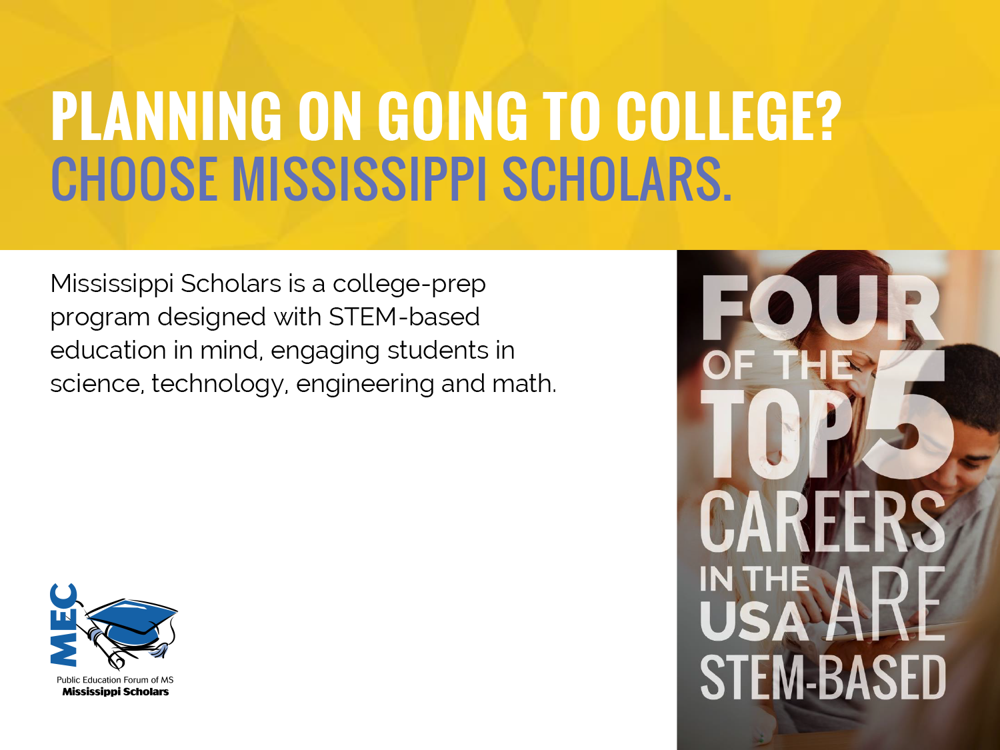 PLANNING ON GOING TO COLLEGE?
CHOOSE MISSISSIPPI SCHOLARS.
Mississippi Scholars is a college-prep
program designed with STEM-based
education in mind, engaging students in
science, technology, engineering and math.
FOUR
OF THE
TOP 5
CAREERS
IN THE
USA ARE
STEM-BASED
MEC
Public Education Forum of MS
Mississippi Scholars